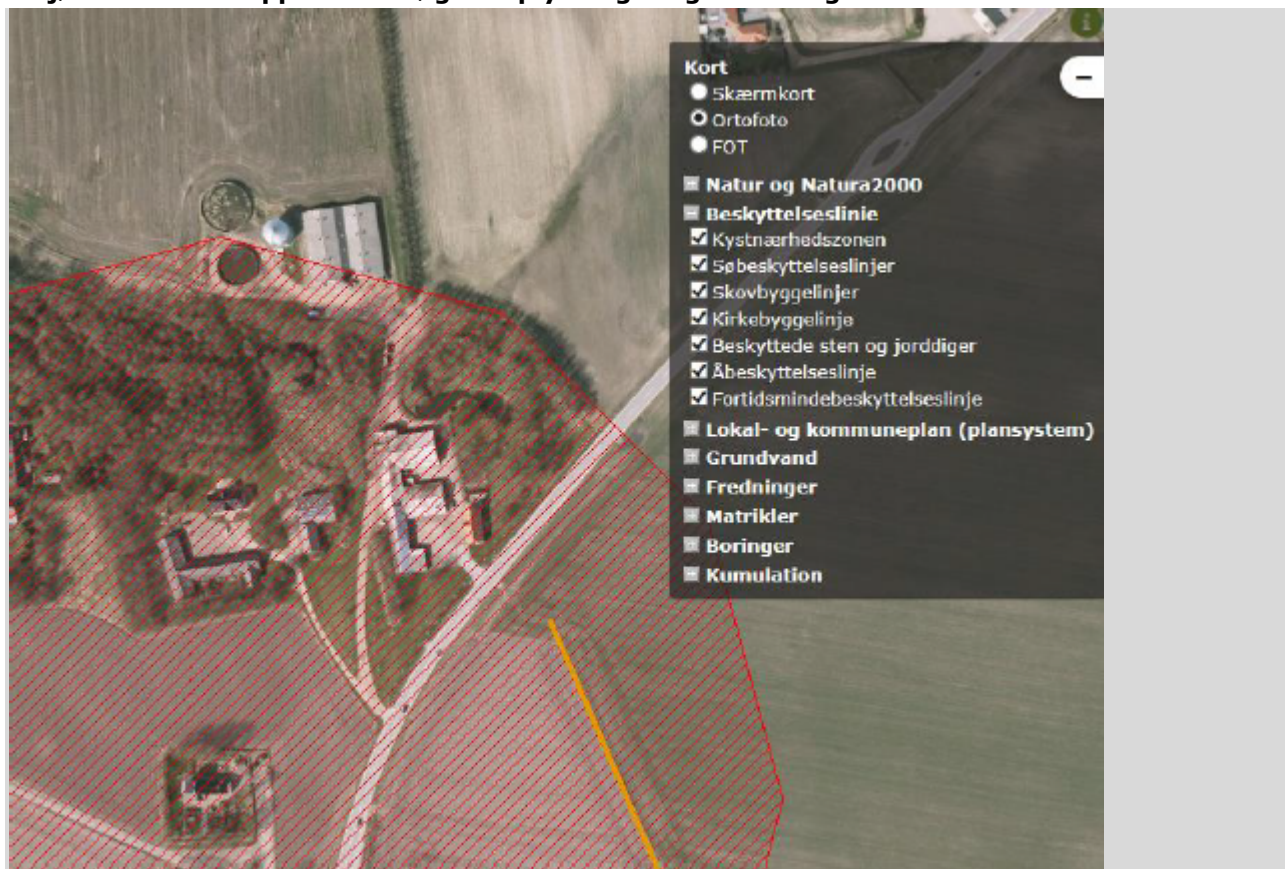 Kort
Skærmkort
Ortofoto
FOT
Natur og Natura2000
Beskyttelseslinie
Kystnærhedszonen
Søbeskyttelseslinjer
Skovbyggelinjer
Kirkebyggelinje
Beskyttede sten og jorddiger
Åbeskyttelseslinje
Fortidsmindebeskyttelseslinje
Lokal- og kommuneplan (plansystem)
Grundvand
Fredninger
Matrikler
Boringer
Kumulation